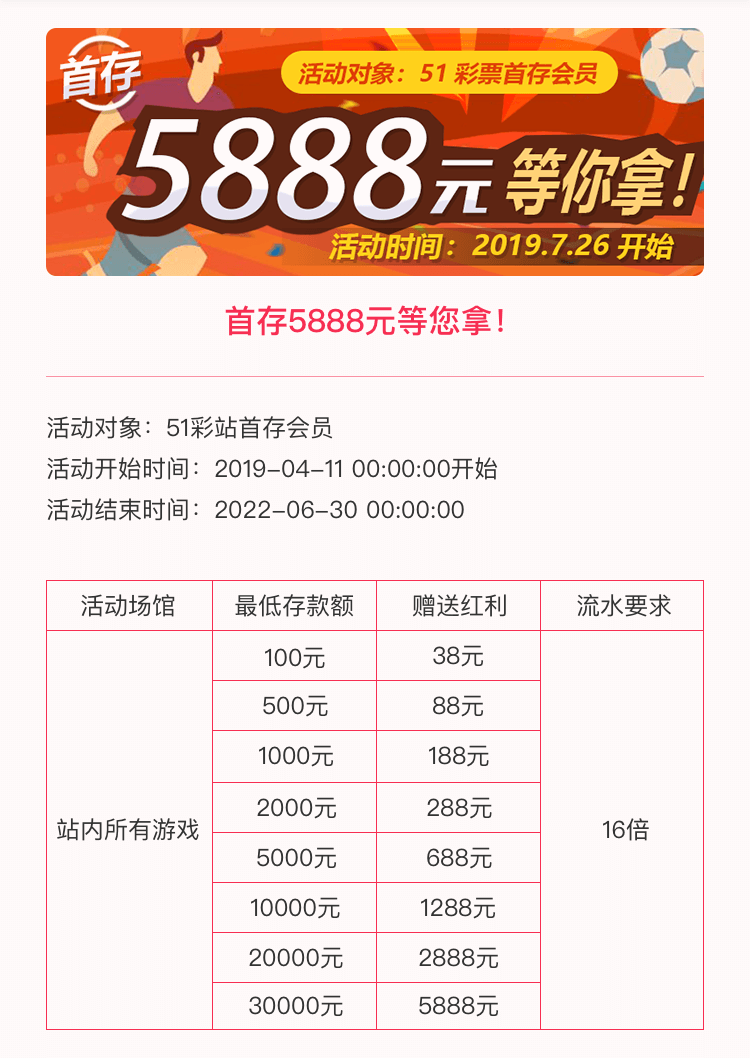 首存
活动对象：51 彩票首存会员
5888元等你拿！
活动时间：2019.7.26 开始
首存5888元等您拿！
活动对象：51彩站首存会员
活动开始时间：2019-04-11 00:00:00开始
活动结束时间：2022-06-30 00:00:00
活动场馆 最低存款额 赠送红利 流水要求
100元 38元
500元 88元
1000元 188元
2000元 288元
站内所有游戏 16倍
5000元 688元
10000元 1288元
20000元 2888元
30000元 5888元